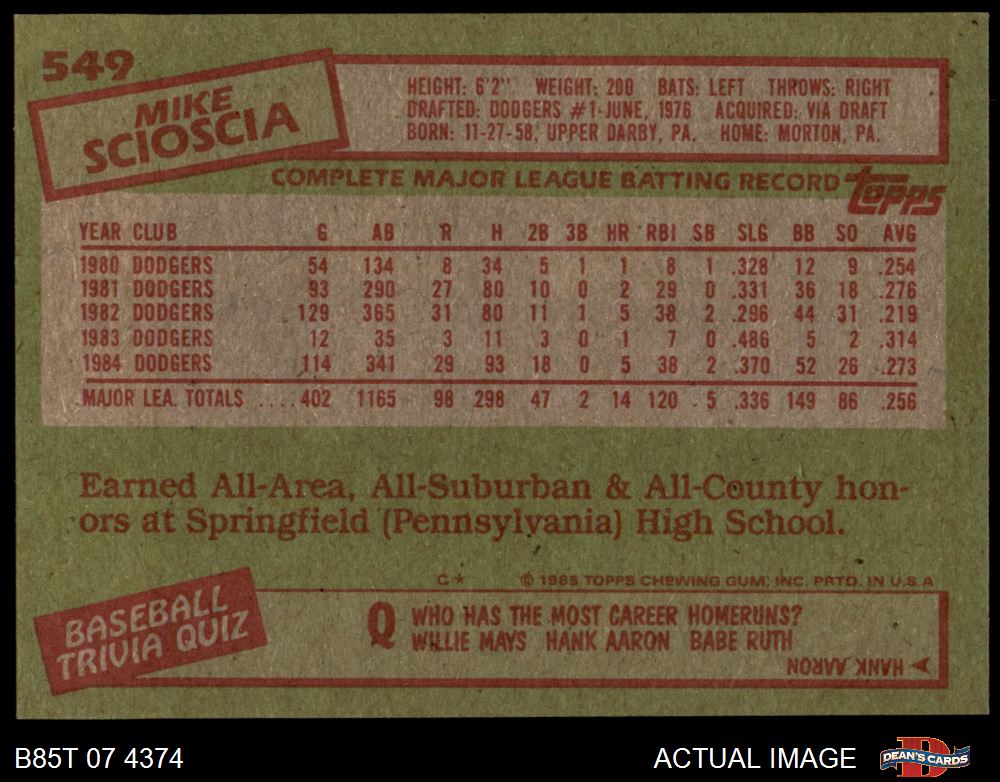 549
MIKE
SCIOSCIA
HEIGHT: 6'2" WEIGHT: 200 BATS: LEFT THROWS: RIGHT
DRAFTED: DODGERS #1-JUNE, 1976 ACQUIRED: VIA DRAFT
BORN: 11-27-58, UPPER DARBY, PA. HOME: MORTON, PA.
COMPLETE MAJOR LEAGUE BATTING RECORD topps
YEAR CLUB G AB R H 2B 3B HR RBI SB SLG BB SO AVG
1980 DODGERS 54 134 8 34 5 1 1 8 1 .328 12 9 .254
1981 DODGERS 93 290 27 80 10 0 2 29 0 .331 36 18 .276
1982 DODGERS 129 365 31 80 11 1 5 38 2 .296 44 31 .219
1983 DODGERS 12 35 3 11 3 0 1 7 0 .486 5 2 .314
1984 DODGERS 114 341 29 93 18 0 5 38 2 .370 52 26 .273
MAJOR LEA. TOTALS ....402 1165 98 298 47 2 14 120 5 .336 149 86 .256
Earned All-Area, All-Suburban & All-County hon-
ors at Springfield (Pennsylvania) High School.
C* © 1985 TOPPS CHEWING GUM, INC. PRTD. IN U.S.A
BASEBALL
TRIVIA QUIZ
Q WHO HAS THE MOST CAREER HOMERUNS?
WILLIE MAYS HANK AARON BABE RUTH
HANK AARON
B85T 07 4374
ACTUAL IMAGE
DEAN'S CARDS